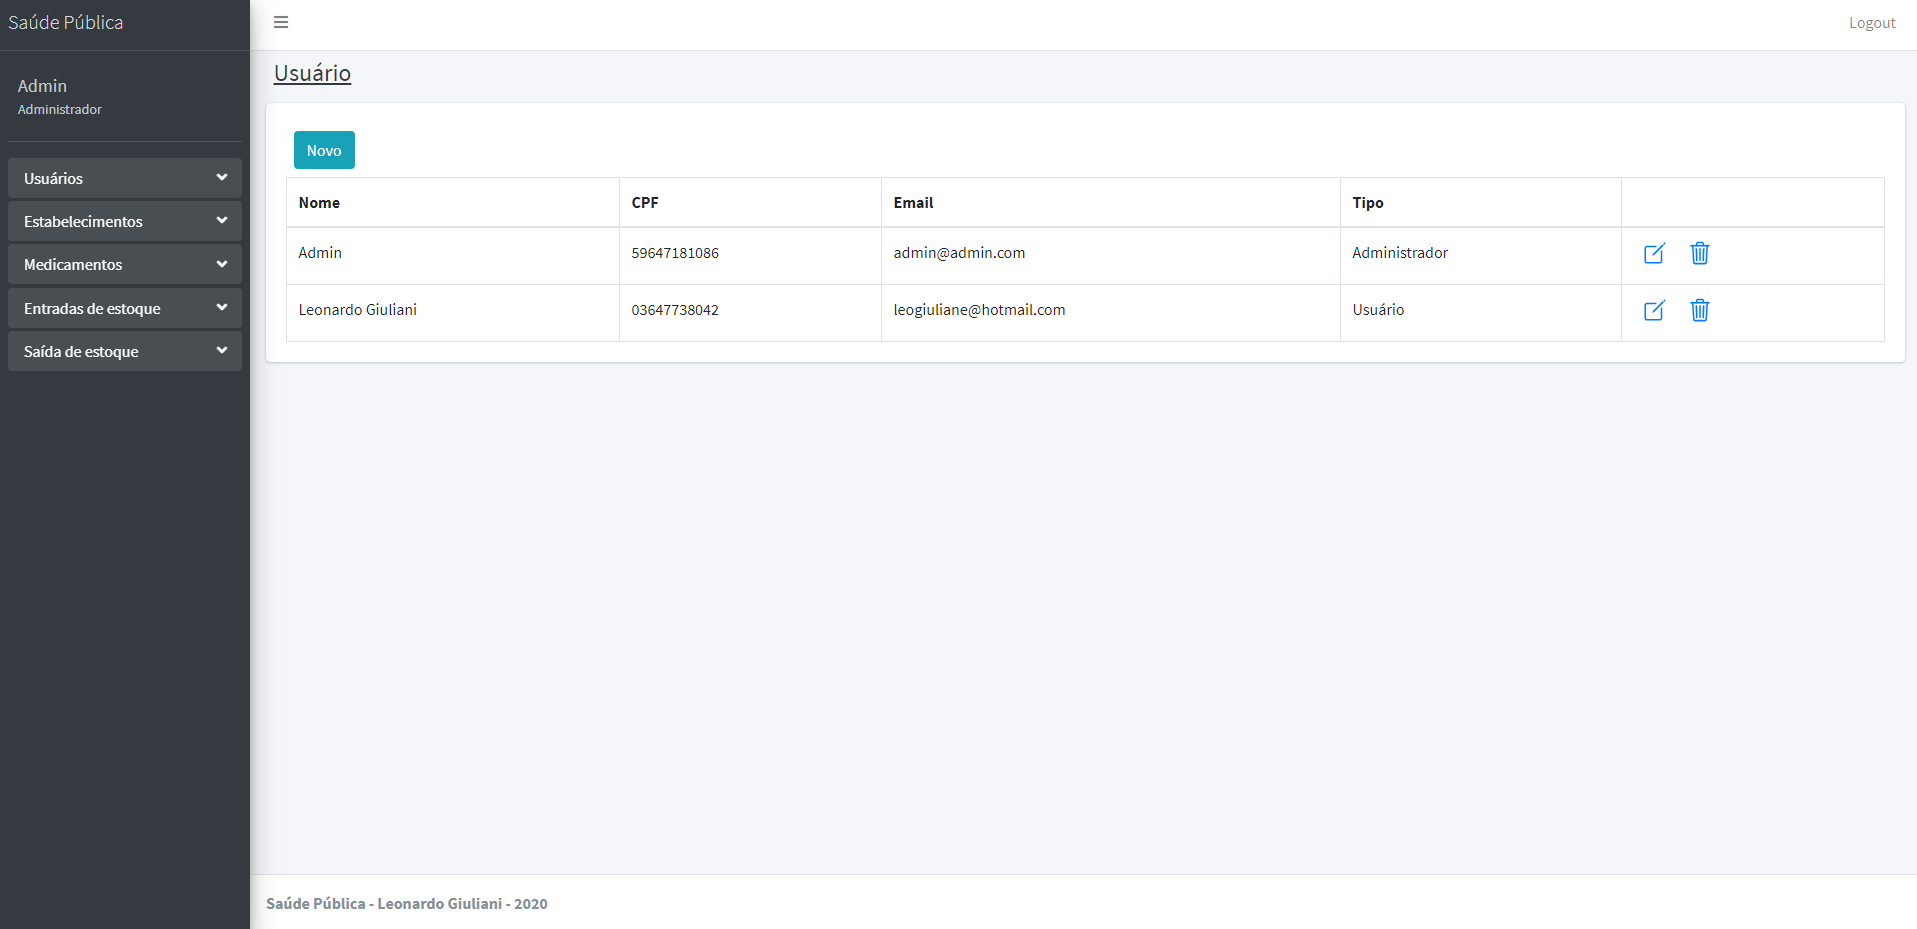 Saúde Pública
Logout
Admin
Administrador
Usuários
Estabelecimentos
Medicamentos
Entradas de estoque
Saída de estoque
Usuário
Novo
Nome CPF Email Tipo
Admin 59647181086 admin@admin.com Administrador
Leonardo Giuliani 03647738042 leogiuliane@hotmail.com Usuário
Saúde Pública - Leonardo Giuliani - 2020